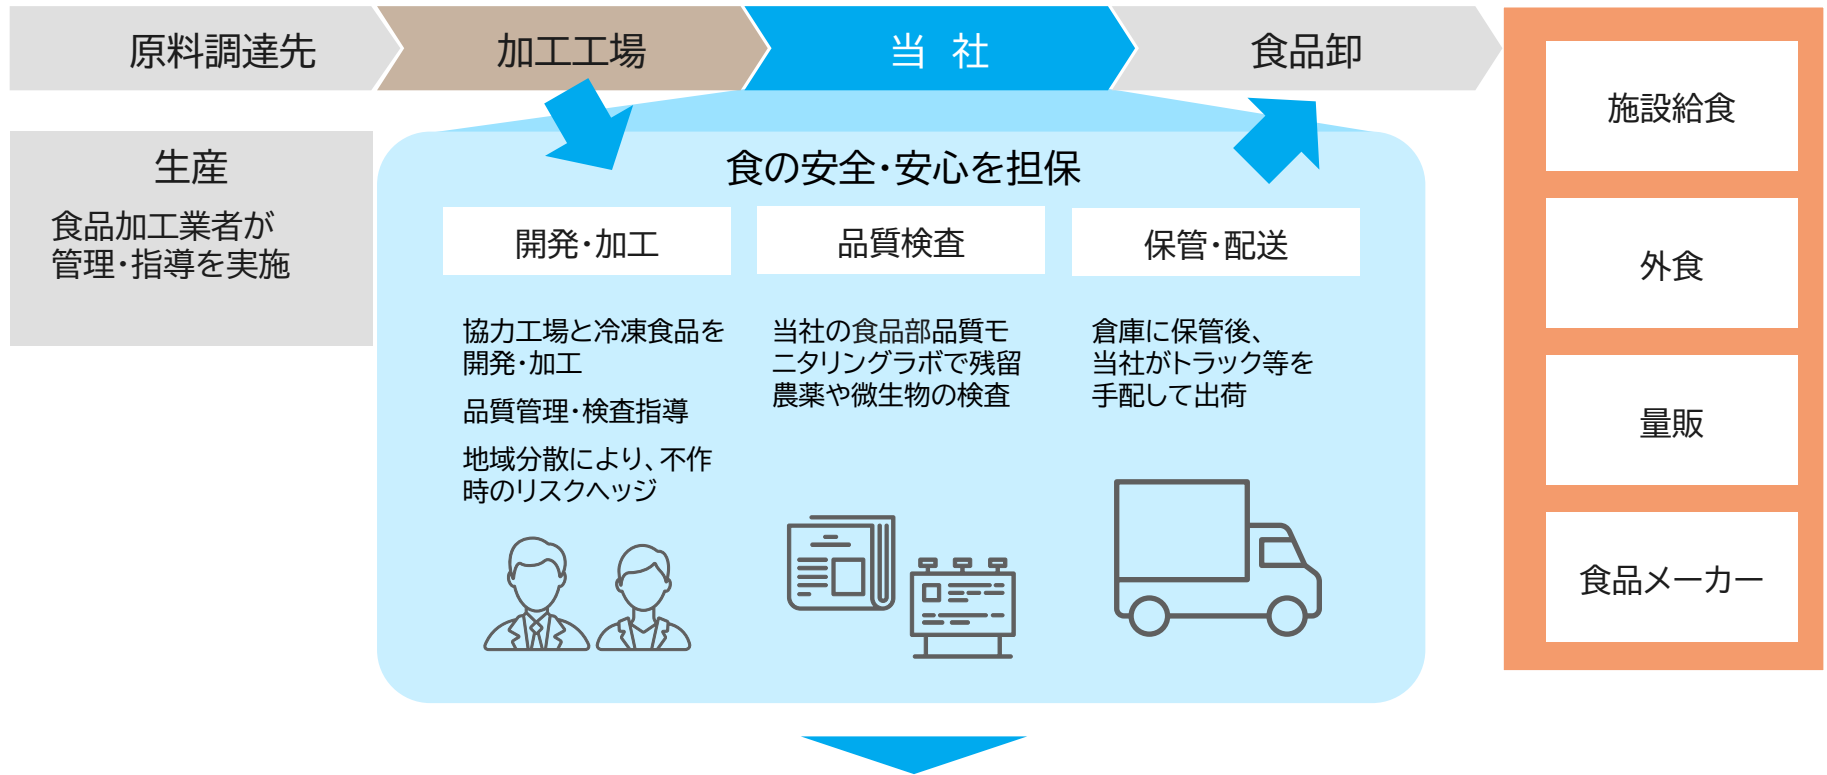 原料調達先
加工工場
当 社
食品卸
生産
食品加工業者が
管理・指導を実施
食の安全・安心を担保
開発・加工
協力工場と冷凍食品を
開発・加工
品質管理・検査指導
地域分散により、不作
時のリスクヘッジ
品質検査
当社の食品部品質モ
ニタリングラボで残留
農薬や微生物の検査
保管・配送
倉庫に保管後、
当社がトラック等を
手配して出荷
施設給食
外食
量販
食品メーカー